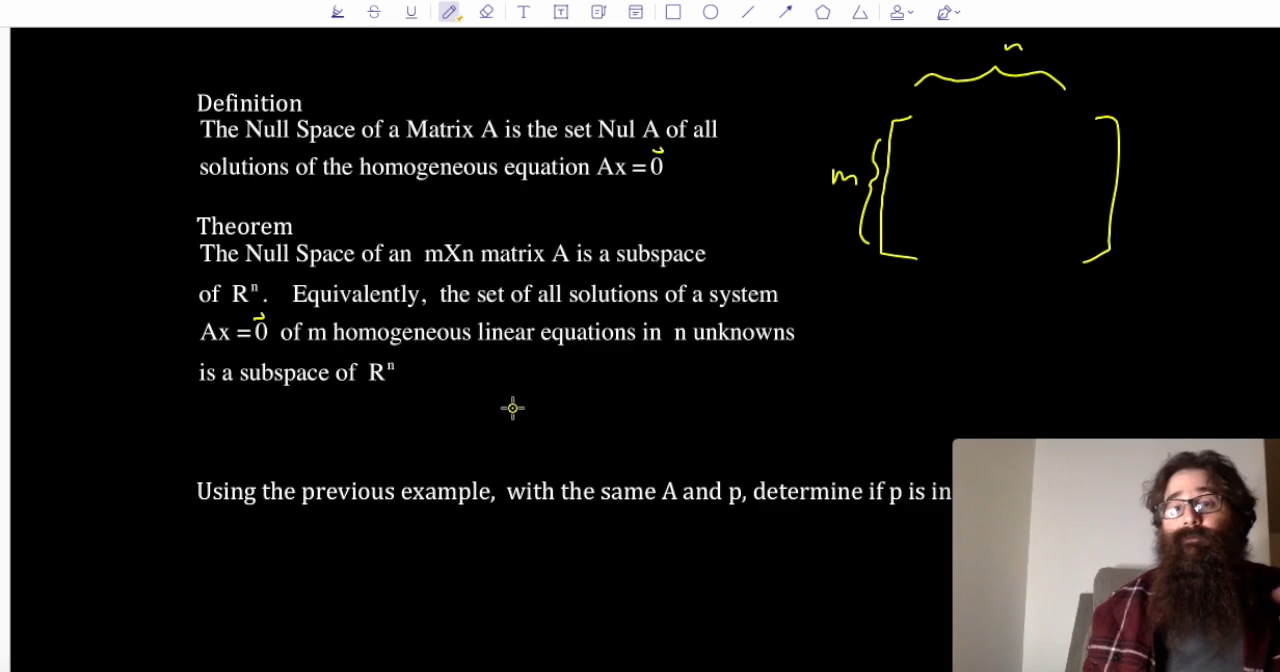 n
Definition
The Null Space of a Matrix A is the set Nul A of all
solutions of the homogeneous equation Ax = 0⃗
m
Theorem
The Null Space of an mXn matrix A is a subspace
of Rⁿ. Equivalently, the set of all solutions of a system
Ax = 0⃗ of m homogeneous linear equations in n unknowns
is a subspace of Rⁿ
Using the previous example, with the same A and p, determine if p is in